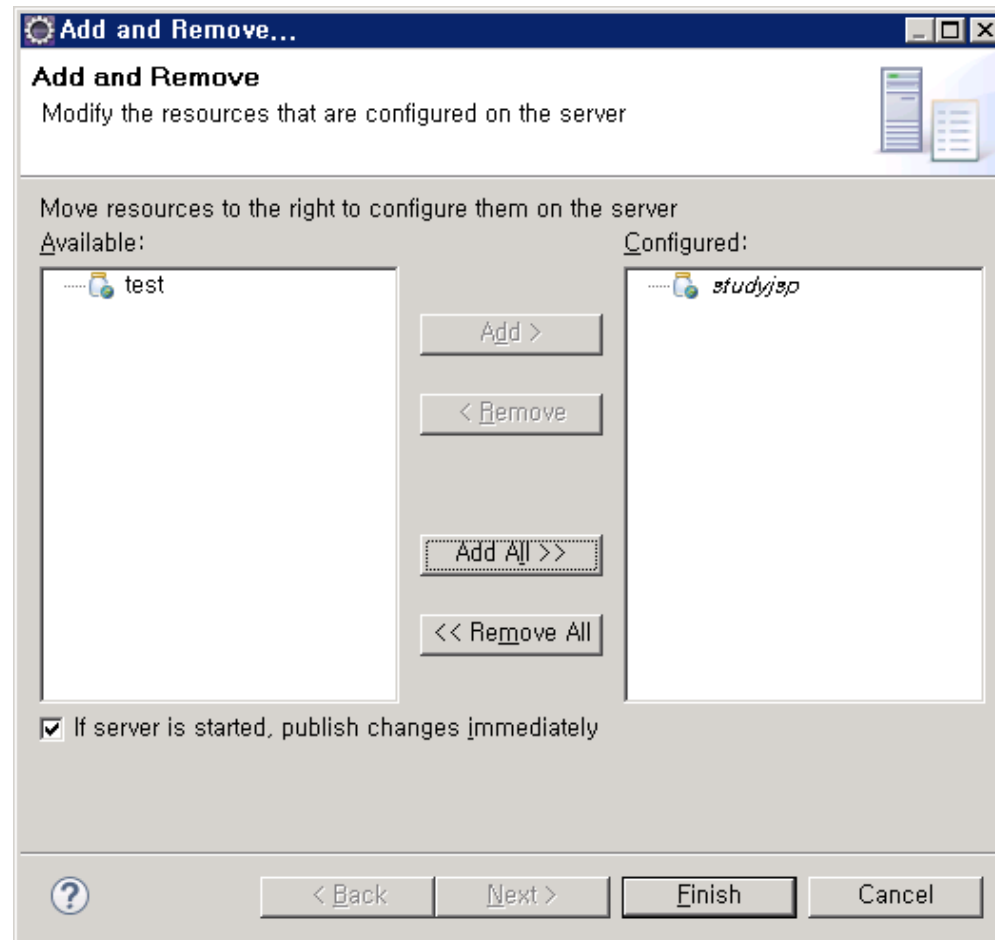 Add and Remove...
Add and Remove
Modify the resources that are configured on the server
Move resources to the right to configure them on the server
Available:
Configured:
test
studyjsp
Add >
< Remove
Add All >>
<< Remove All
If server is started, publish changes immediately
?
< Back
Next >
Finish
Cancel